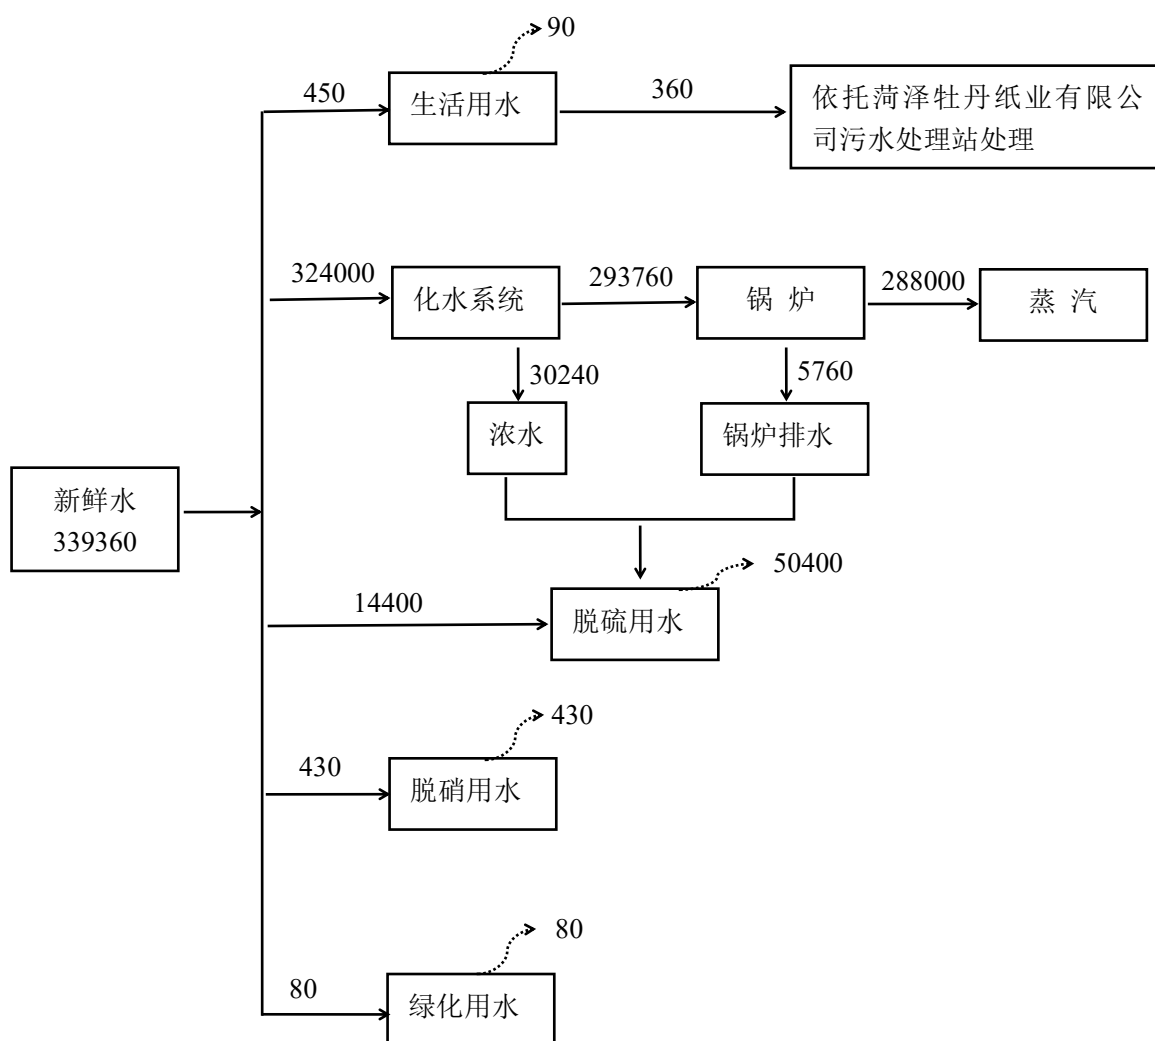 90
450
生活用水
360
依托菏泽牡丹纸业有限公
司污水处理站处理
324000
化水系统
293760
锅 炉
288000
蒸 汽
30240
5760
浓水
锅炉排水
新鲜水
339360
50400
14400
脱硫用水
430
430
脱硝用水
80
80
绿化用水